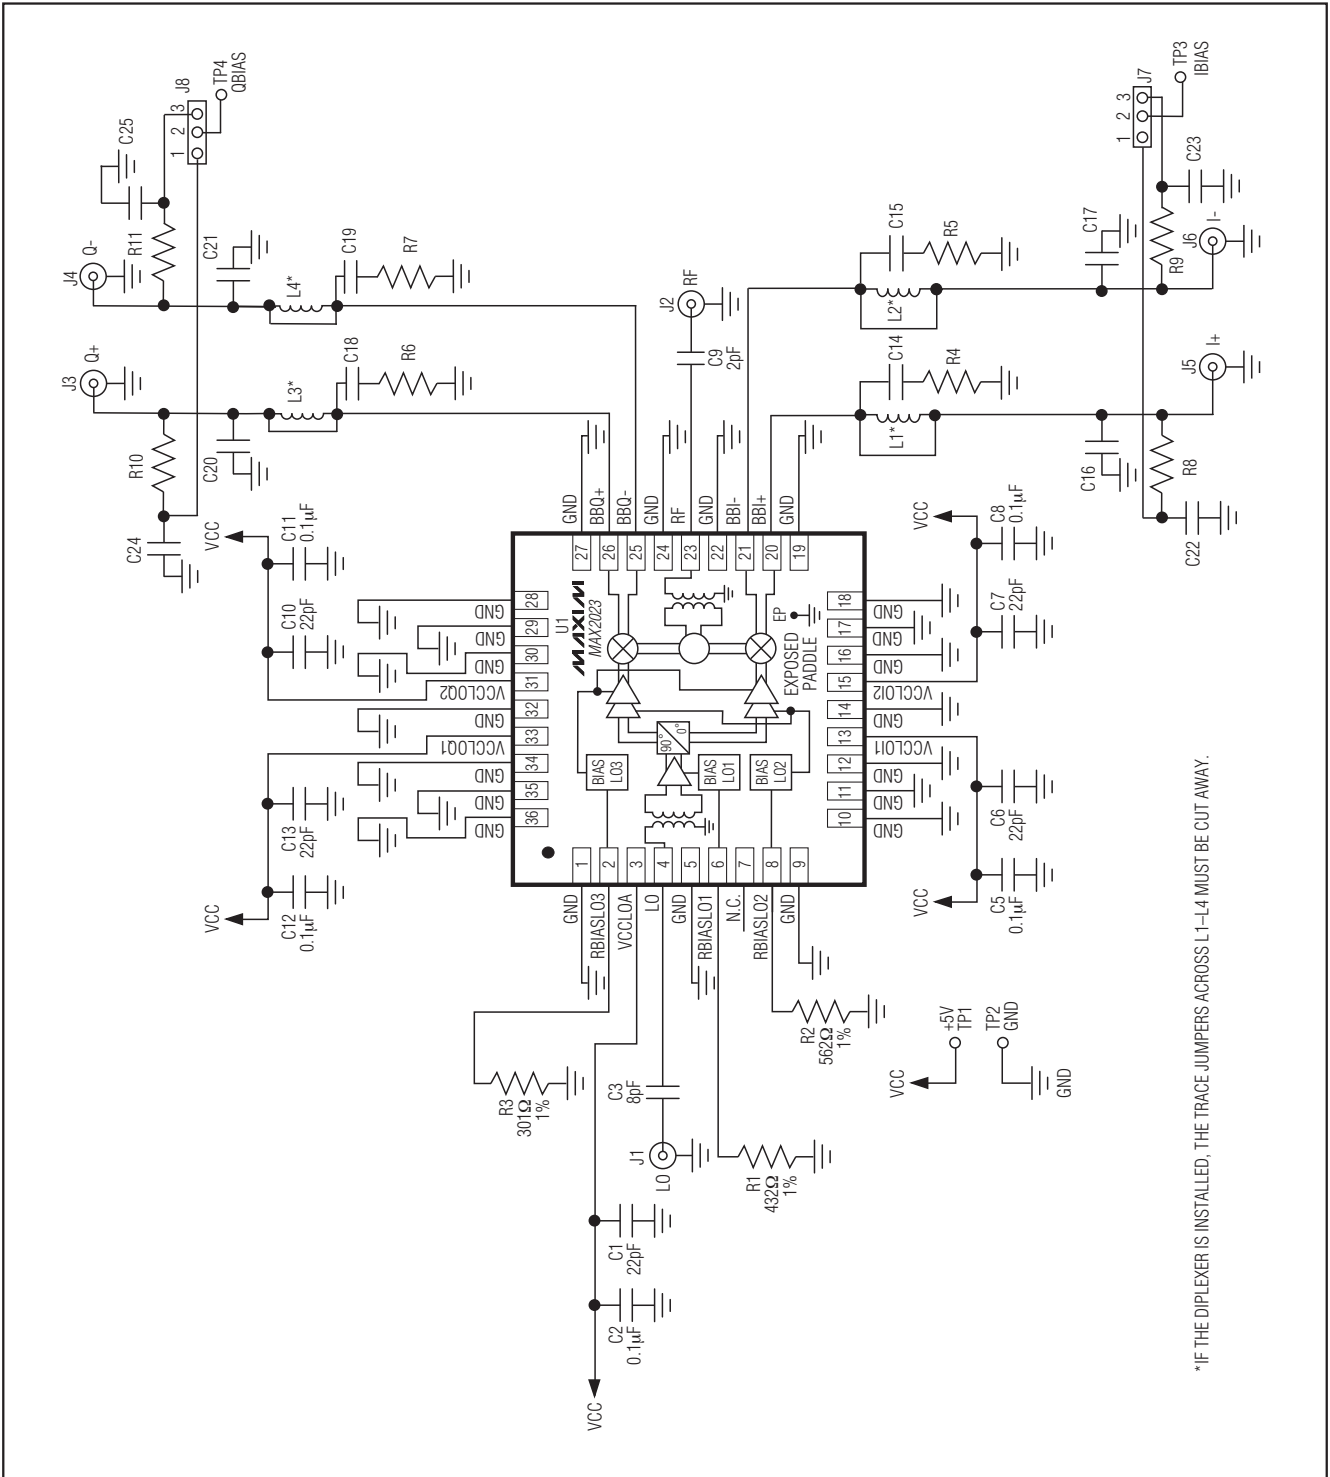 J8
1
2
3
TP4
QBIAS
C25
R11
J4
Q-
C21
L4*
C19
R7
J3
Q+
R10
C20
L3*
C18
R6
C24
VCC
C11
0.1μF
C10
22pF
VCC
C13
22pF
C12
0.1μF
J2
RF
C9
2pF
J7
1
2
3
TP3
IBIAS
C23
R9
J6
I-
C17
L2*
C15
R5
J5
I+
R8
C16
L1*
C14
R4
C22
VCC
C8
0.1μF
C7
22pF
VCC
C6
22pF
C5
0.1μF
GND
BBQ+
BBQ-
GND
RF
GND
BBI-
BBI+
GND
27
26
25
24
23
22
21
20
19
28
GND
29
GND
30
GND
31
VCCLOQ2
32
GND
33
VCCLOQ1
34
GND
35
GND
36
GND
18
GND
17
GND
16
GND
15
VCCLOI2
14
GND
13
VCCLOI1
12
GND
11
GND
10
GND
U1
MAXIM
MAX2023
EP
EXPOSED
PADDLE
90°
0°
BIAS
LO3
BIAS
LO1
BIAS
LO2
1
2
3
4
5
6
7
8
9
GND
RBIASLO3
VCCLOA
LO
GND
RBIASLO1
N.C.
RBIASLO2
GND
R3
301Ω
1%
C3
8pF
J1
LO
R1
432Ω
1%
R2
562Ω
1%
C1
22pF
C2
0.1μF
VCC
VCC
+5V
TP1
TP2
GND
GND
*IF THE DIPLEXER IS INSTALLED, THE TRACE JUMPERS ACROSS L1–L4 MUST BE CUT AWAY.